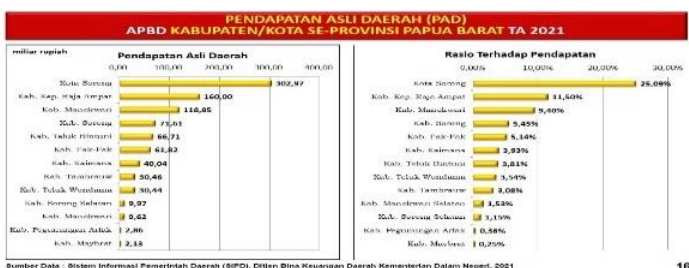 PENDAPATAN ASLI DAERAH (PAD)
APBD KABUPATEN/KOTA SE-PROVINSI PAPUA BARAT TA 2021
miliar rupiah
Pendapatan Asli Daerah
0,00 100,00 200,00 300,00 400,00
Kota Sorong 302,97
Kab. Kep. Raja Ampat 160,00
Kab. Manokwari 118,85
Kab. Sorong 71,61
Kab. Teluk Bintuni 66,71
Kab. Fak-Fak 61,82
Kab. Kaimana 40,04
Kab. Tambrauw 30,46
Kab. Teluk Wondama 30,44
Kab. Sorong Selatan 9,97
Kab. Manokwari 9,62
Kab. Pegunungan Arfak 2,86
Kab. Maybrat 2,13
Rasio Terhadap Pendapatan
0,00% 10,00% 20,00% 30,00%
Kota Sorong 25,09%
Kab. Kep. Raja Ampat 11,50%
Kab. Manokwari 9,40%
Kab. Sorong 5,45%
Kab. Fak-Fak 5,14%
Kab. Kaimana 3,93%
Kab. Teluk Bintuni 3,81%
Kab. Teluk Wondama 3,54%
Kab. Tambrauw 3,08%
Kab. Manokwari Selatan 1,53%
Kab. Sorong Selatan 1,15%
Kab. Pegunungan Arfak 0,38%
Kab. Maybrat 0,25%
Sumber Data : Sistem Informasi Pemerintah Daerah (SIPD), Ditjen Bina Keuangan Daerah Kementerian Dalam Negeri, 2021
16